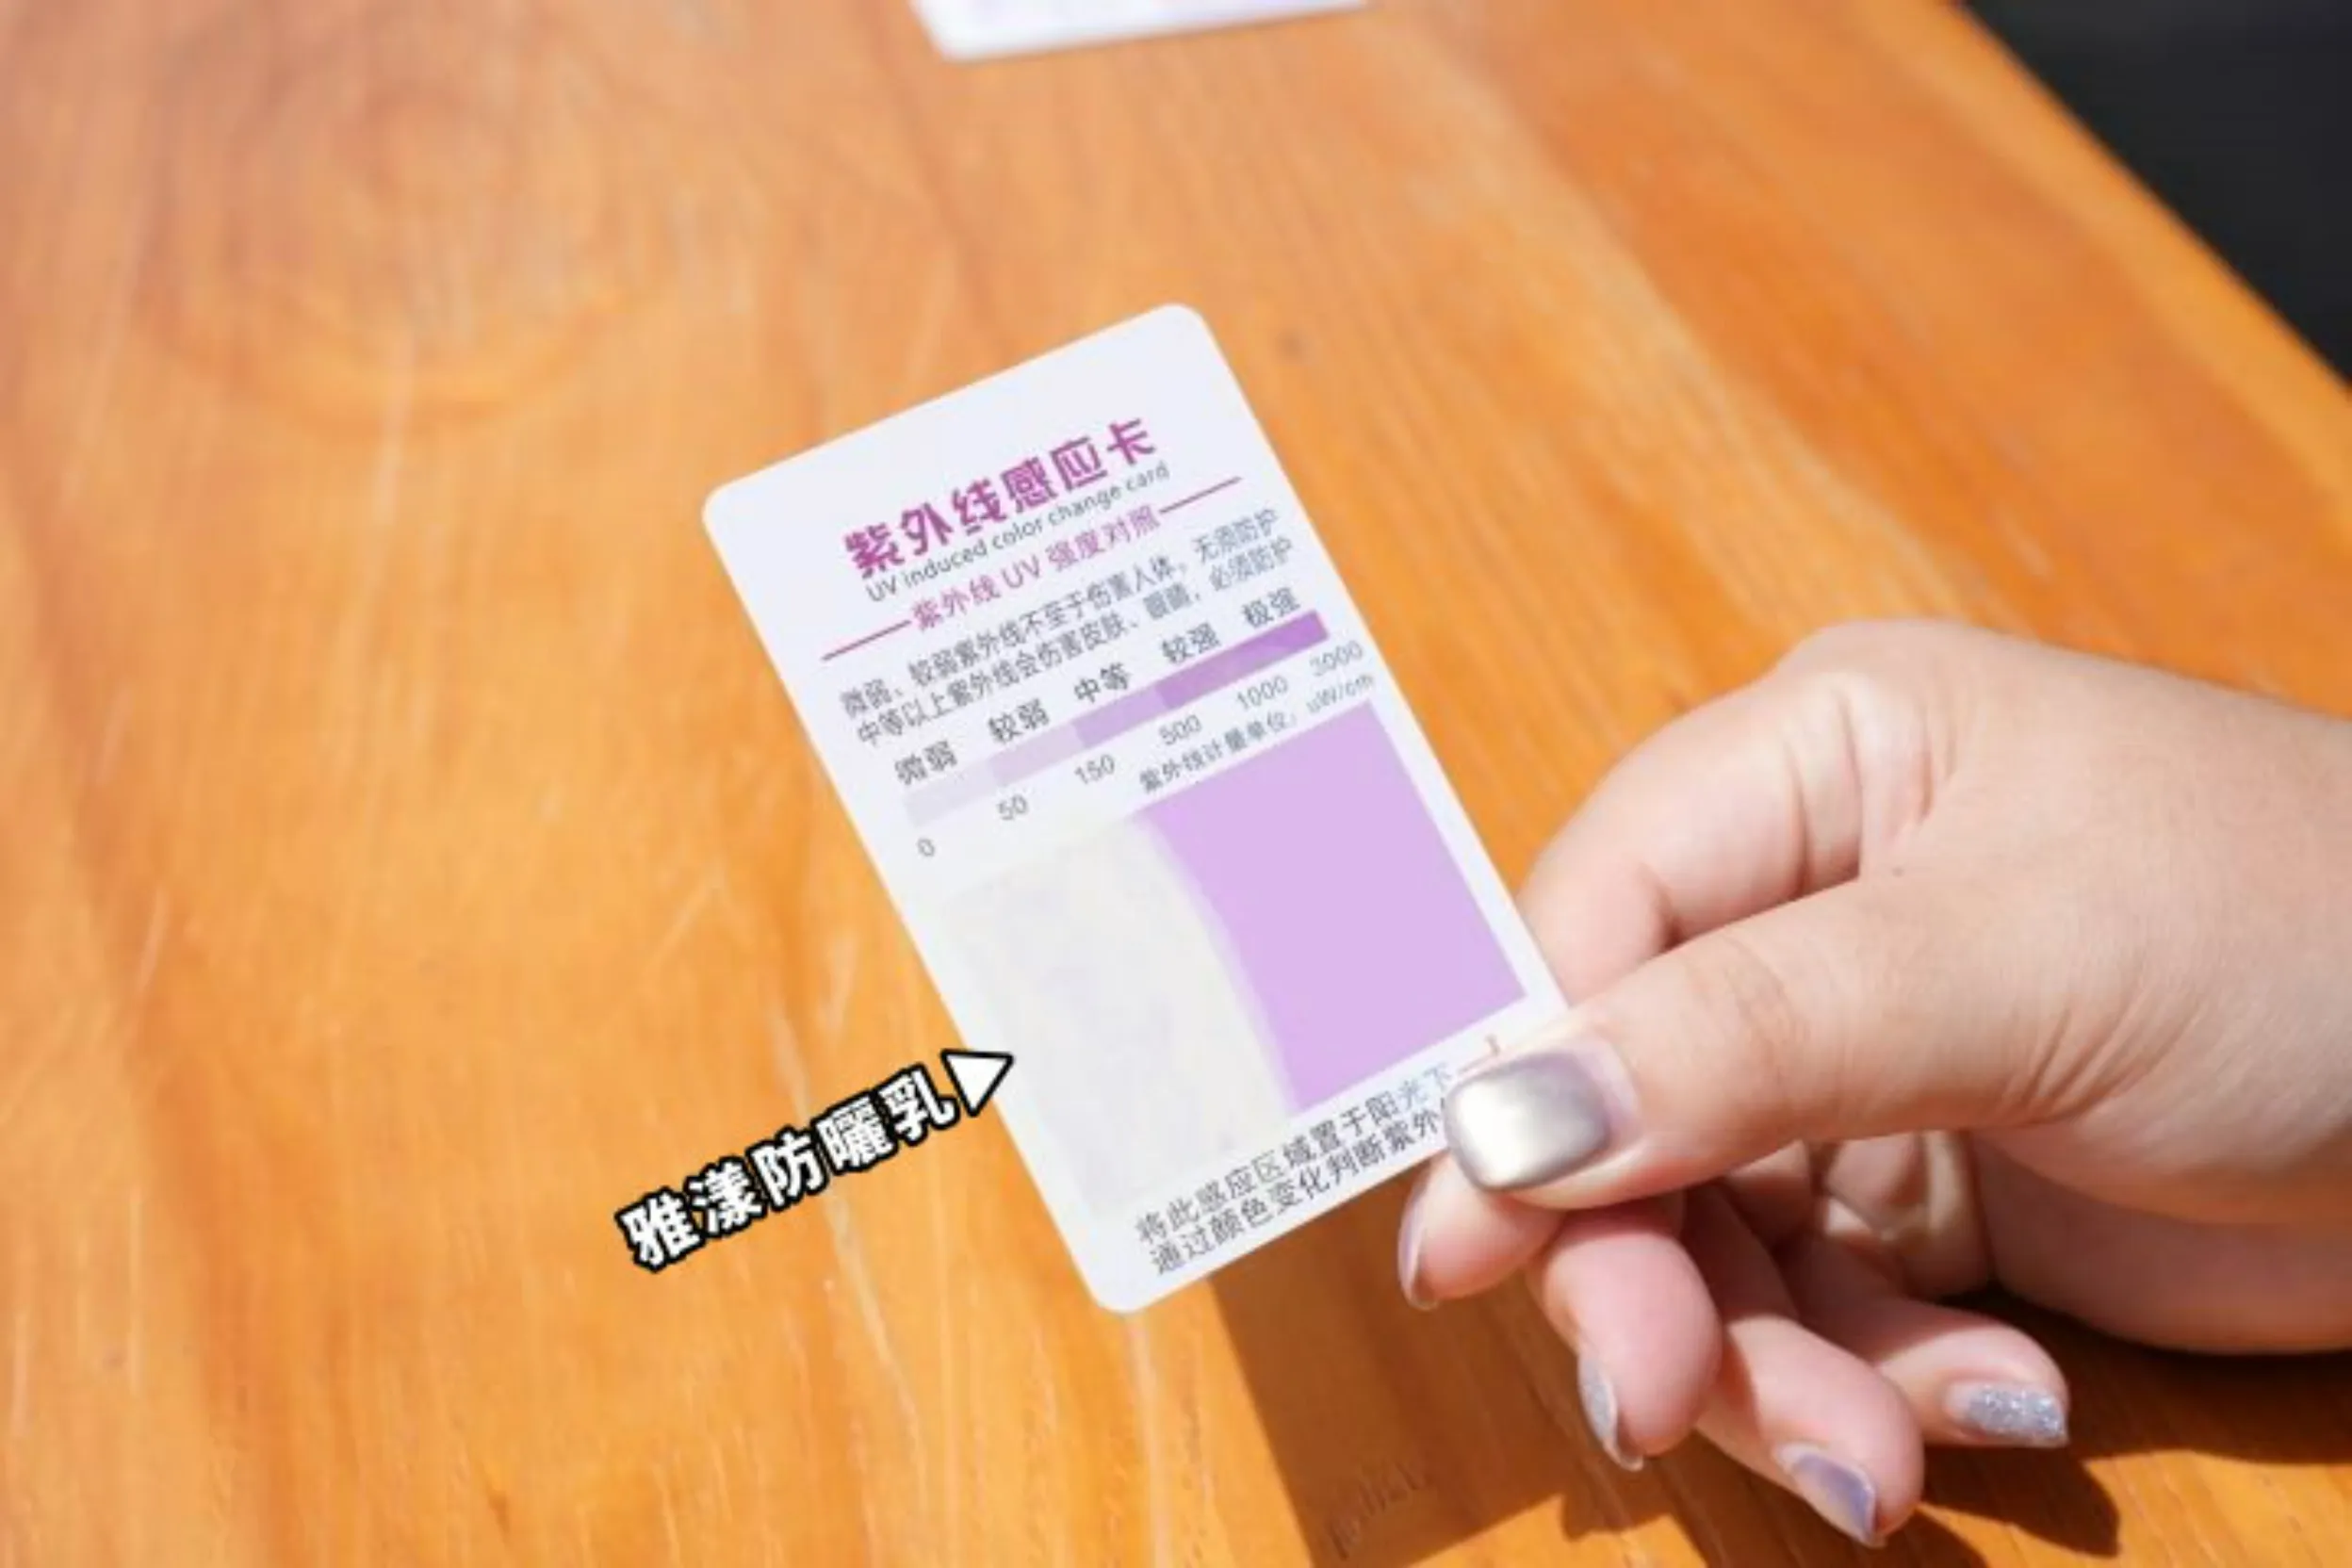 紫外线感应卡
UV induced color change card
紫外线 UV 强度对照
微弱、较弱紫外线不至于伤害人体，无须防护
中等以上紫外线会伤害皮肤、眼睛，必须防护
微弱 较弱 中等 较强 极强
0 50 150 500 1000 3000
紫外线计量单位，uW/cm
将此感应区域置于阳光下
通过颜色变化判断紫外
雅漾防曬乳